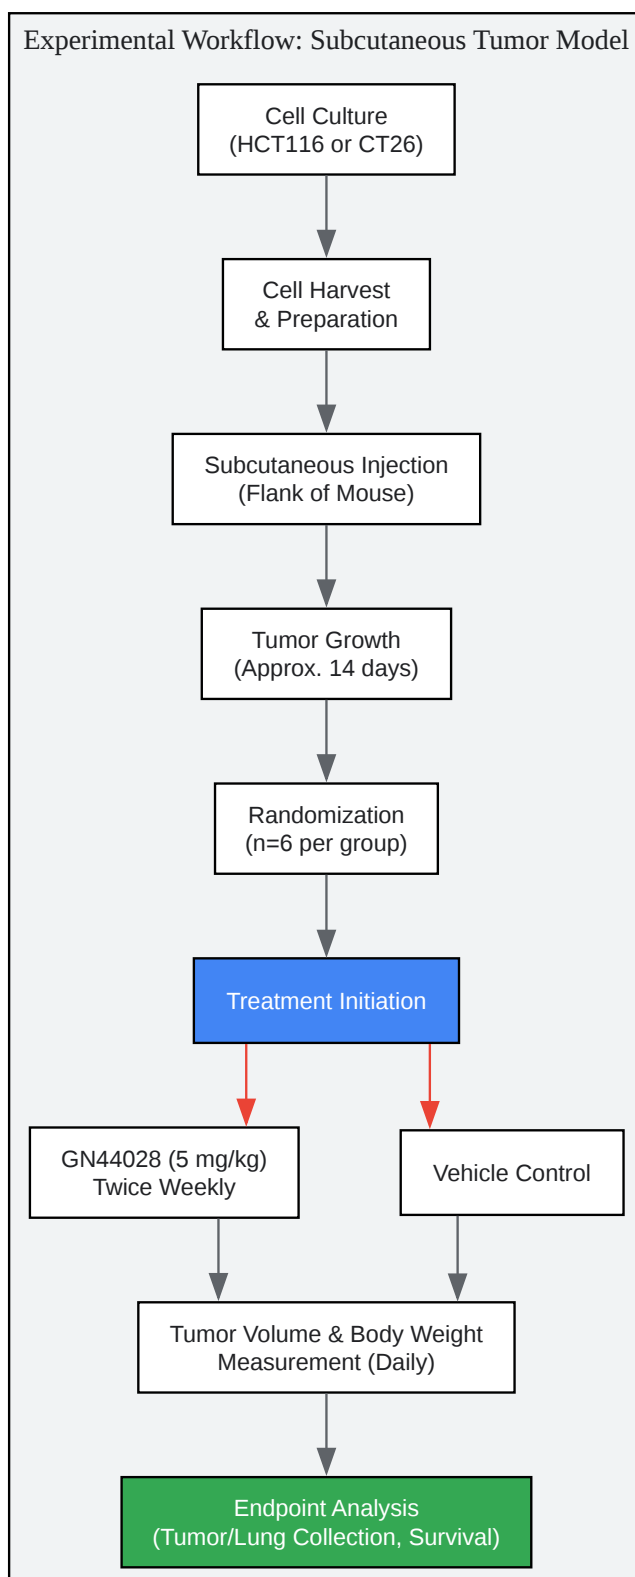 Experimental Workflow: Subcutaneous Tumor Model
Cell Culture
(HCT116 or CT26)
Cell Harvest
& Preparation
Subcutaneous Injection
(Flank of Mouse)
Tumor Growth
(Approx. 14 days)
Randomization
(n=6 per group)
Treatment Initiation
GN44028 (5 mg/kg)
Twice Weekly
Vehicle Control
Tumor Volume & Body Weight
Measurement (Daily)
Endpoint Analysis
(Tumor/Lung Collection, Survival)